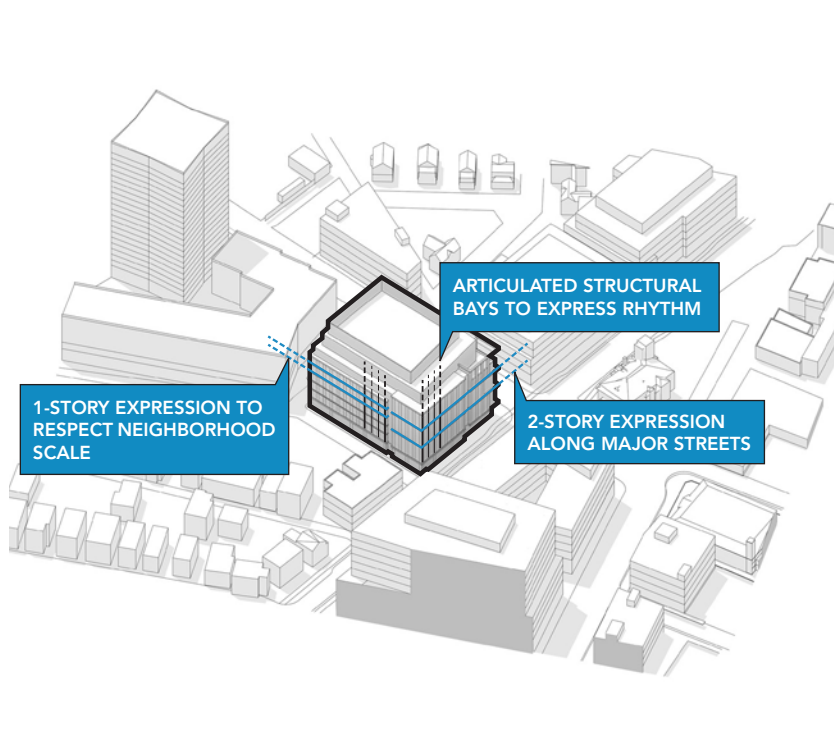 ARTICULATED STRUCTURAL
BAYS TO EXPRESS RHYTHM
1-STORY EXPRESSION TO
RESPECT NEIGHBORHOOD
SCALE
2-STORY EXPRESSION
ALONG MAJOR STREETS